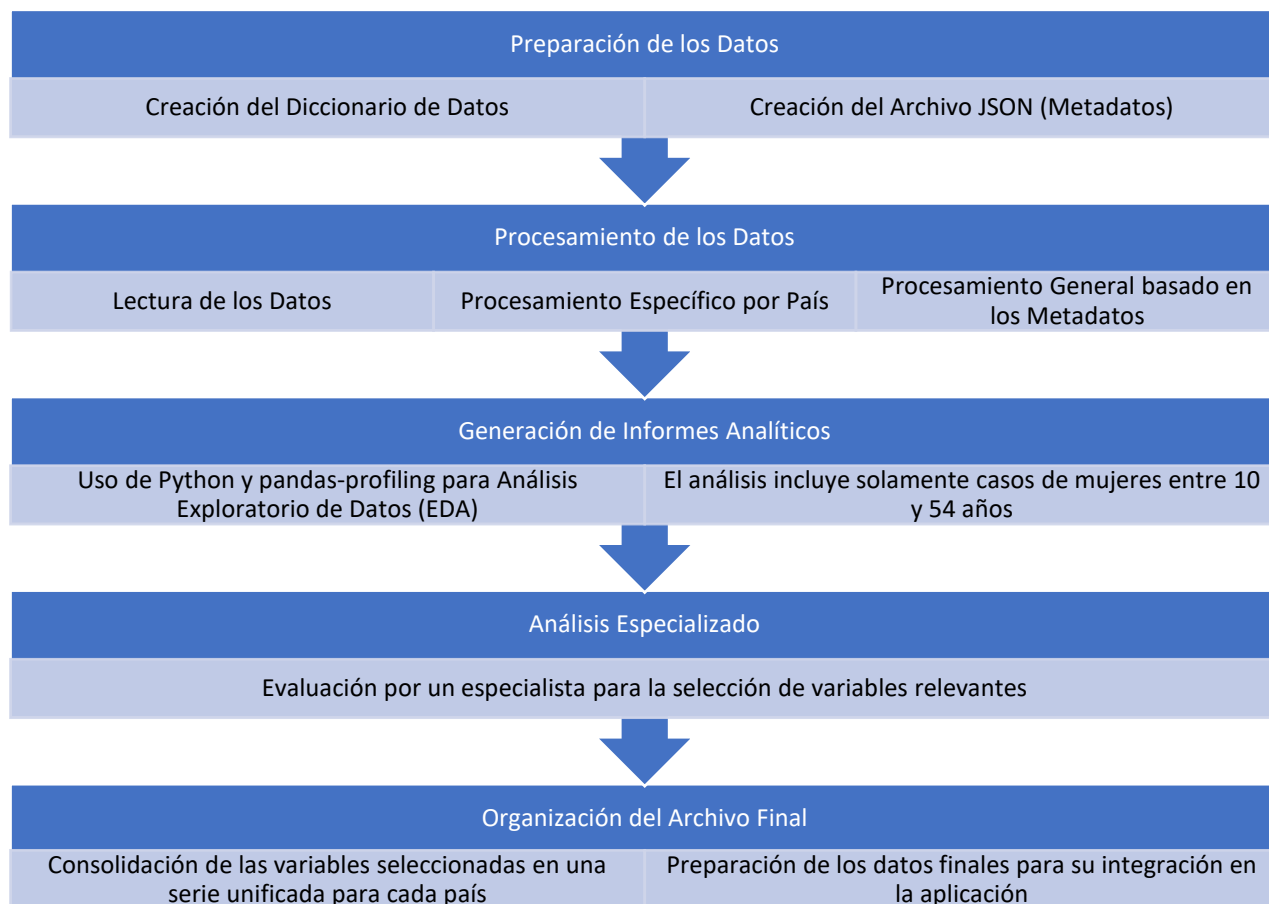 Preparación de los Datos
Creación del Diccionario de Datos
Creación del Archivo JSON (Metadatos)
Procesamiento de los Datos
Lectura de los Datos
Procesamiento Específico por País
Procesamiento General basado en
los Metadatos
Generación de Informes Analíticos
Uso de Python y pandas-profiling para Análisis
Exploratorio de Datos (EDA)
El análisis incluye solamente casos de mujeres entre 10
y 54 años
Análisis Especializado
Evaluación por un especialista para la selección de variables relevantes
Organización del Archivo Final
Consolidación de las variables seleccionadas en una
serie unificada para cada país
Preparación de los datos finales para su integración en
la aplicación